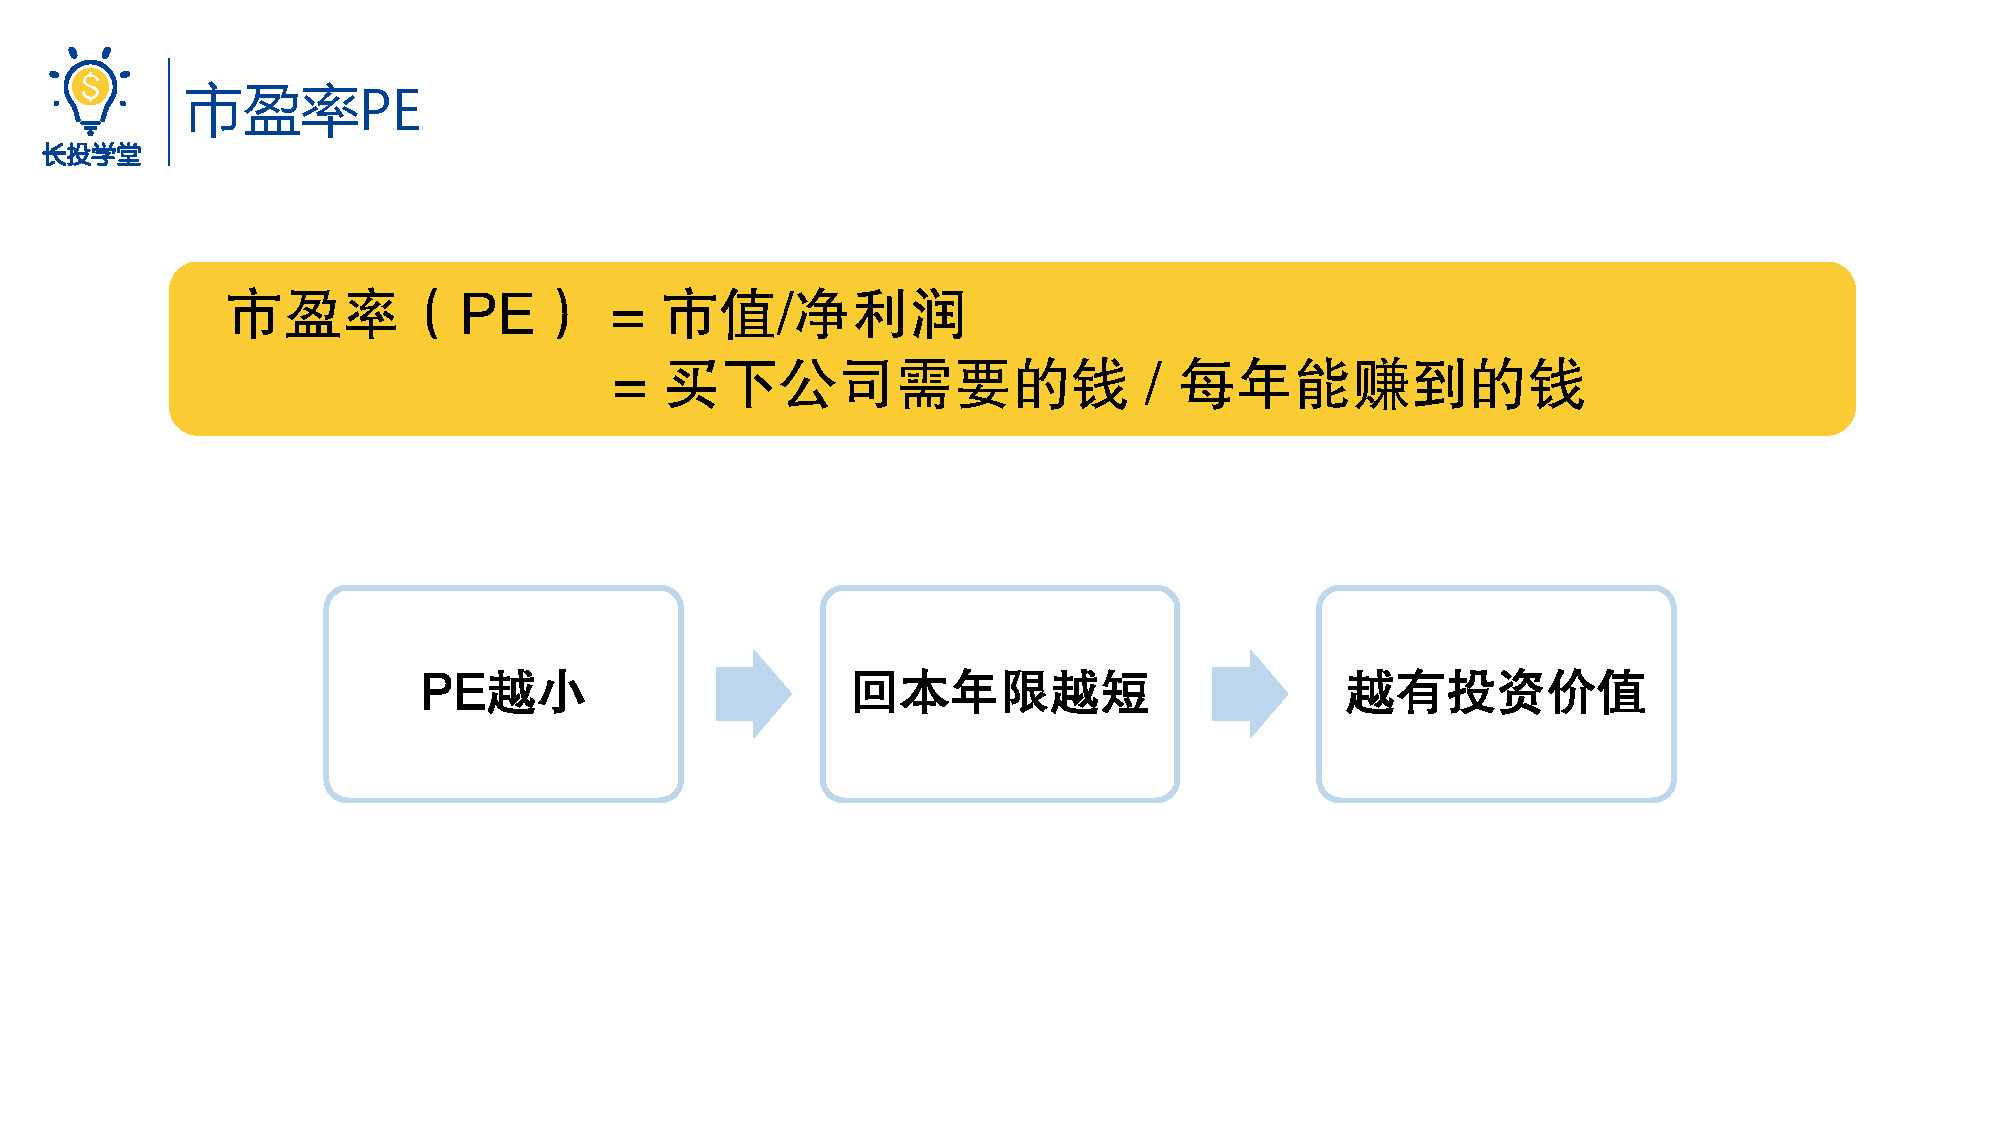 长投学堂
市盈率PE
市盈率（PE） = 市值/净利润
= 买下公司需要的钱 / 每年能赚到的钱
PE越小
回本年限越短
越有投资价值